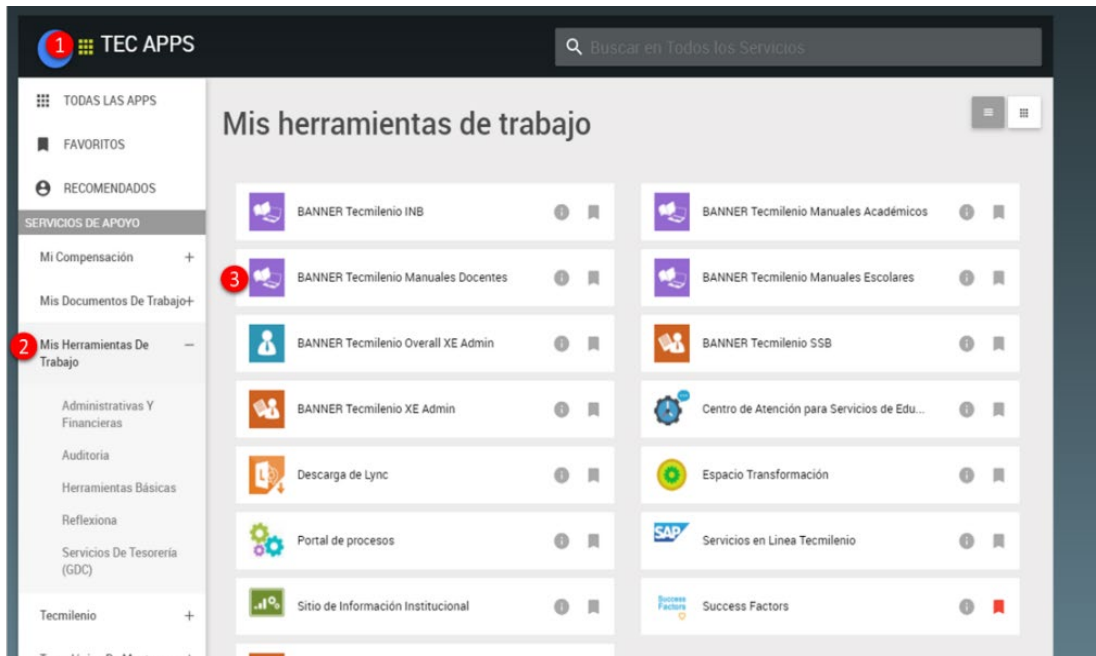 1 TEC APPS
Buscar en Todos los Servicios
TODAS LAS APPS
FAVORITOS
RECOMENDADOS
SERVICIOS DE APOYO
Mi Compensación +
Mis Documentos De Trabajo+
2 Mis Herramientas De −
Trabajo
Administrativas Y
Financieras
Auditoria
Herramientas Básicas
Reflexiona
Servicios De Tesorería
(GDC)
Tecmilenio +
Mis herramientas de trabajo
BANNER Tecmilenio INB
BANNER Tecmilenio Manuales Académicos
3 BANNER Tecmilenio Manuales Docentes
BANNER Tecmilenio Manuales Escolares
BANNER Tecmilenio Overall XE Admin
BANNER Tecmilenio SSB
BANNER Tecmilenio XE Admin
Centro de Atención para Servicios de Edu...
Descarga de Lync
Espacio Transformación
Portal de procesos
SAP
Servicios en Linea Tecmilenio
Sitio de Información Institucional
Success
Factors
Success Factors